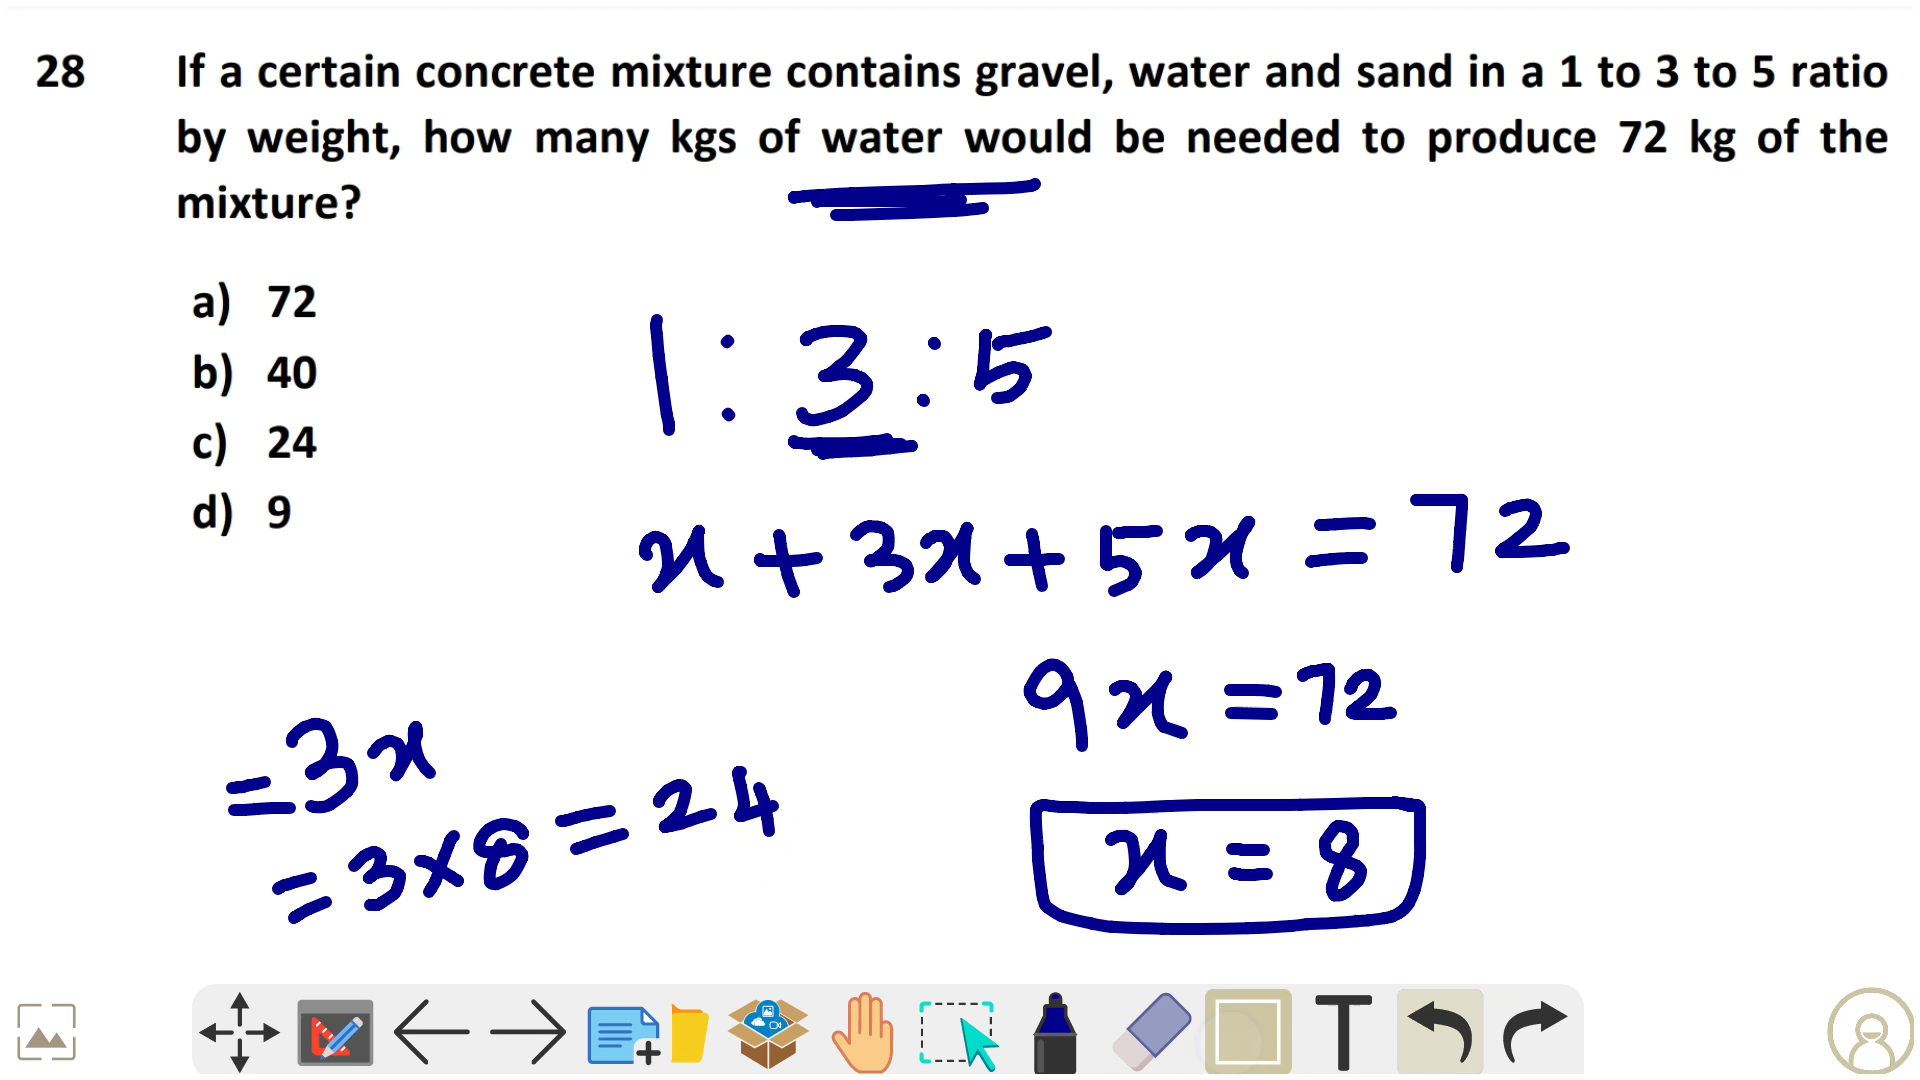 28 If a certain concrete mixture contains gravel, water and sand in a 1 to 3 to 5 ratio
by weight, how many kgs of water would be needed to produce 72 kg of the
mixture?
a) 72
b) 40
c) 24
d) 9
1 : 3 : 5
x + 3x + 5x = 72
9x = 72
x = 8
= 3x
= 3 x 8 = 24
T